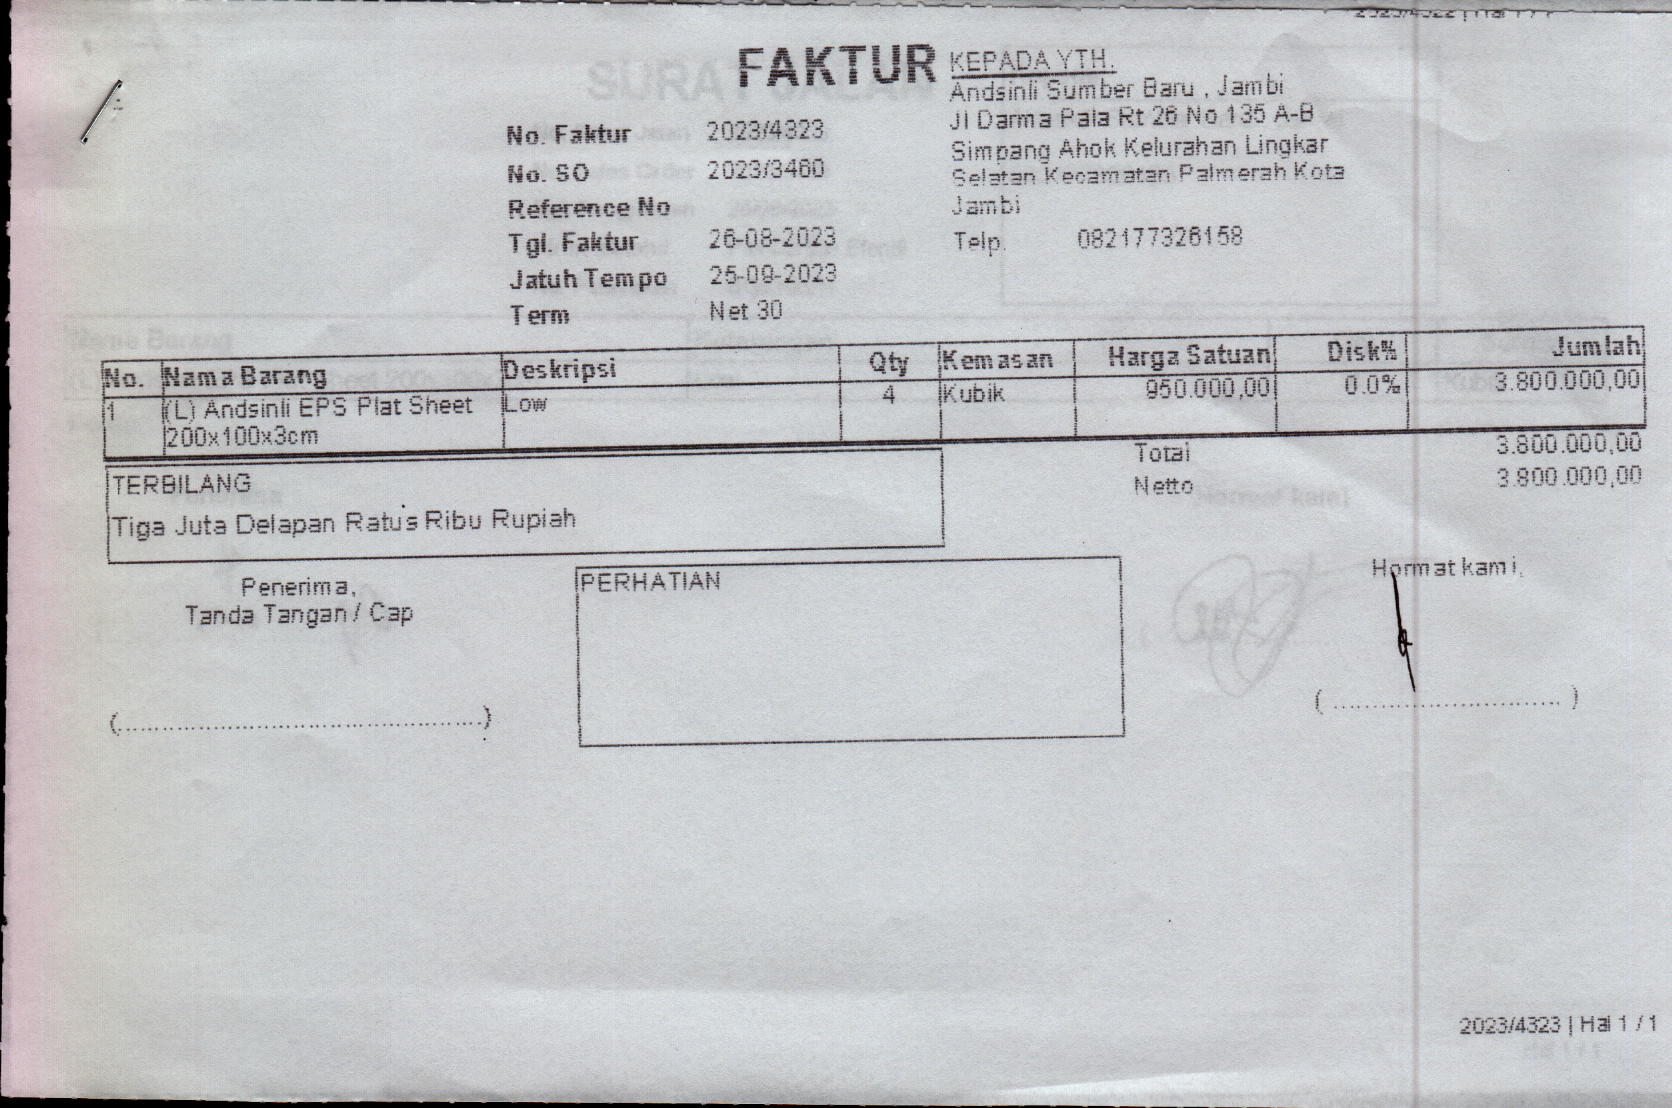 FAKTUR
KEPADA YTH.
Andsinli Sumber Baru , Jambi
Jl Darma Pala Rt 26 No 135 A-B
Simpang Ahok Kelurahan Lingkar
Selatan Kecamatan Palmerah Kota
Jambi
Telp. 082177326158
No. Faktur 2023/4323
No. SO 2023/3460
Reference No
Tgl. Faktur 26-08-2023
Jatuh Tempo 25-09-2023
Term Net 30
No. Nama Barang Deskripsi Qty Kemasan Harga Satuan Disk% Jumlah
1 (L) Andsinli EPS Plat Sheet Low 4 Kubik 950.000,00 0.0% 3.800.000,00
200x100x3cm
Total 3.800.000,00
Netto 3.800.000,00
TERBILANG
Tiga Juta Delapan Ratus Ribu Rupiah
Penerima,
Tanda Tangan / Cap
PERHATIAN
Hormat kami,
(................................................)
( ............................. )
2023/4323 | Hal 1 / 1